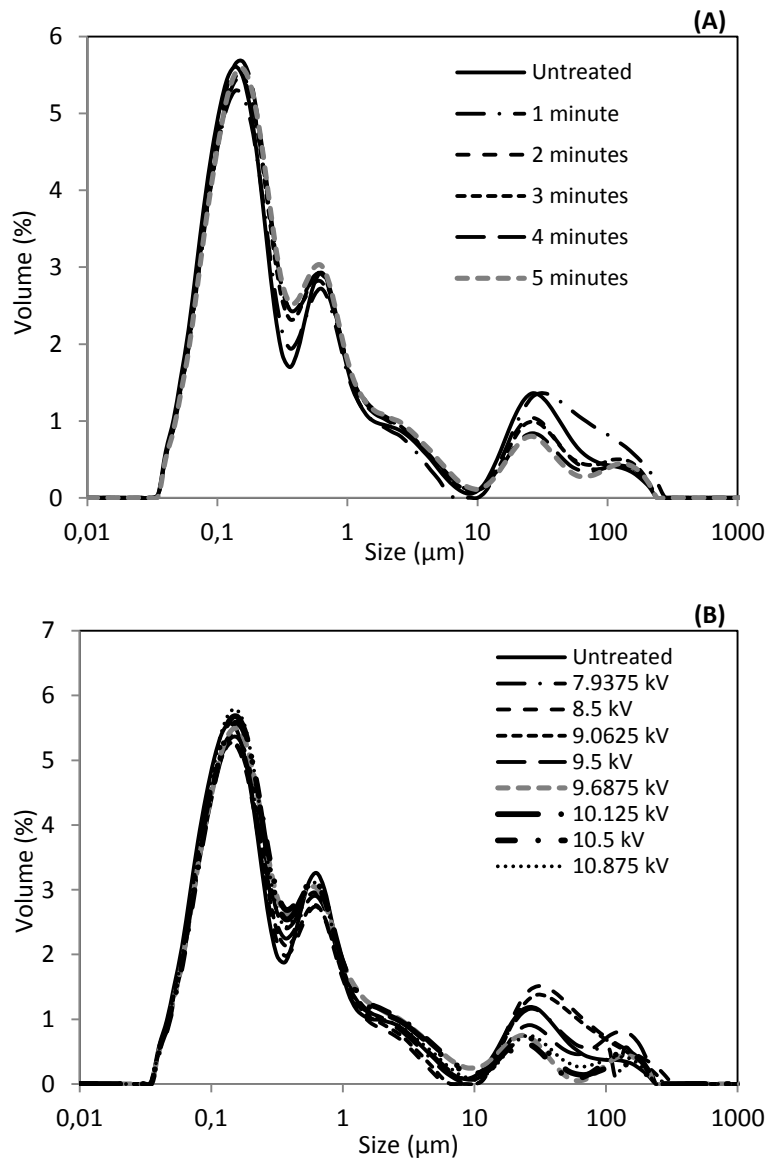 (A)
6
5
4
3
2
1
0
Volume (%)
Untreated
1 minute
2 minutes
3 minutes
4 minutes
5 minutes
0,01 0,1 1 10 100 1000
Size (µm)
(B)
7
6
5
4
3
2
1
0
Volume (%)
Untreated
7.9375 kV
8.5 kV
9.0625 kV
9.5 kV
9.6875 kV
10.125 kV
10.5 kV
10.875 kV
0,01 0,1 1 10 100 1000
Size (µm)